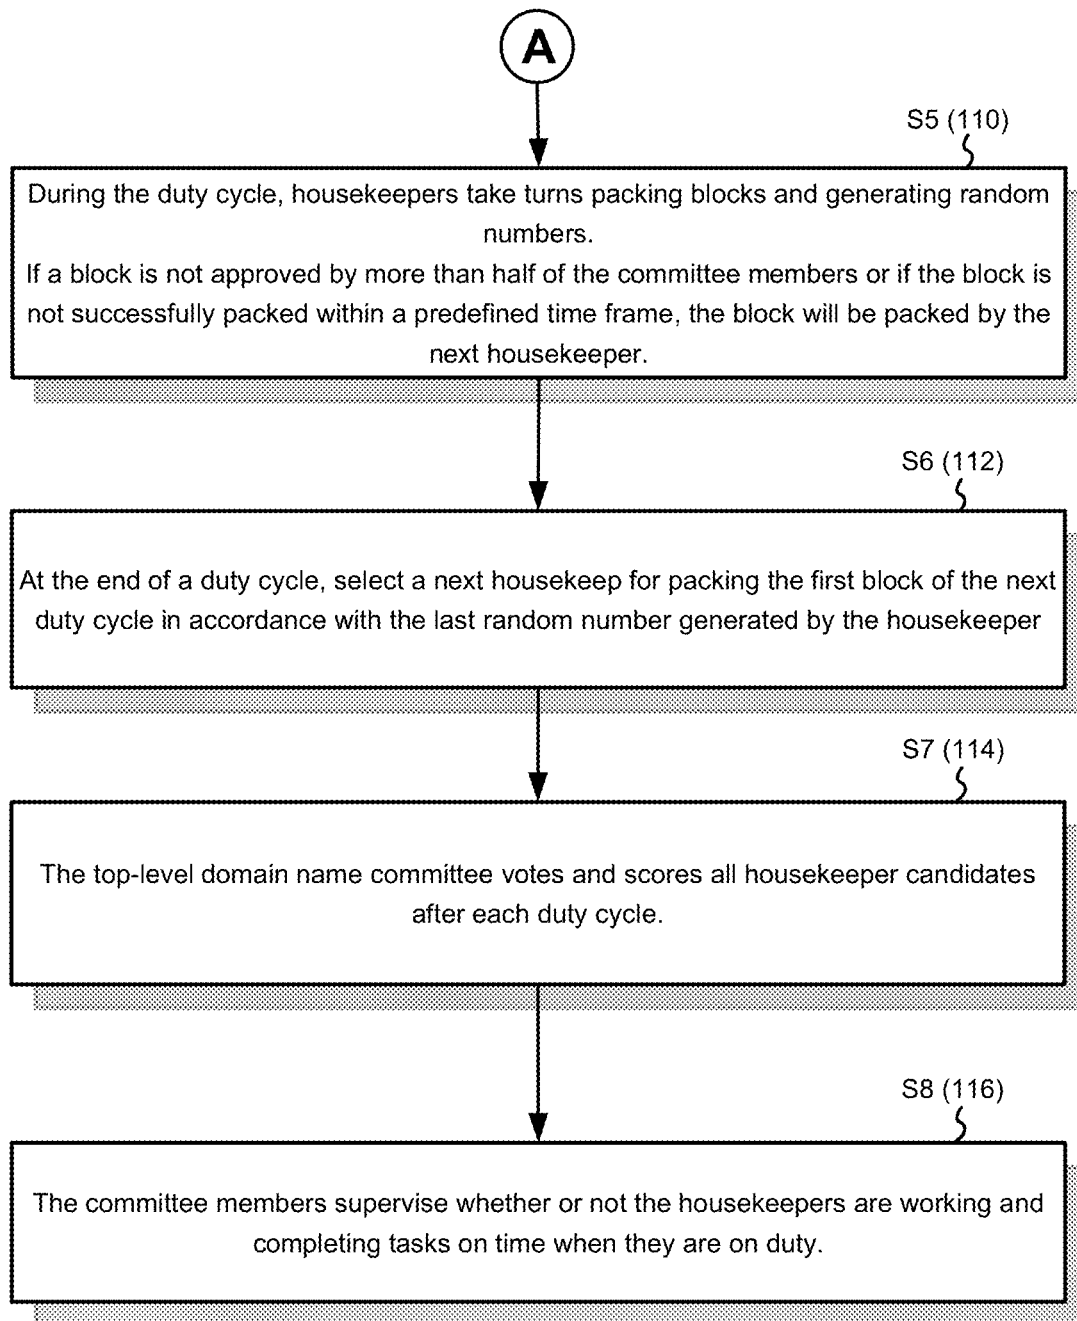 A
S5 (110)
During the duty cycle, housekeepers take turns packing blocks and generating random
numbers.
If a block is not approved by more than half of the committee members or if the block is
not successfully packed within a predefined time frame, the block will be packed by the
next housekeeper.
S6 (112)
At the end of a duty cycle, select a next housekeep for packing the first block of the next
duty cycle in accordance with the last random number generated by the housekeeper
S7 (114)
The top-level domain name committee votes and scores all housekeeper candidates
after each duty cycle.
S8 (116)
The committee members supervise whether or not the housekeepers are working and
completing tasks on time when they are on duty.